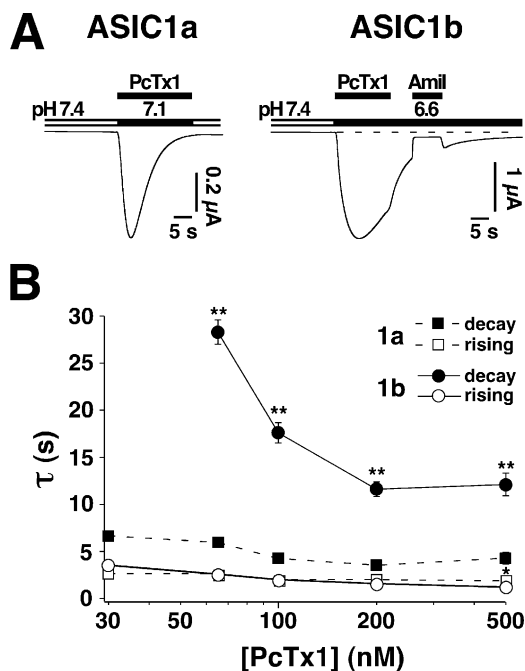 A
ASIC1a
ASIC1b
PcTx1
pH 7.4
7.1
0.2 µA
5 s
PcTx1
Amil
pH 7.4
6.6
1 µA
5 s
B
30
25
20
15
10
5
0
τ (s)
**
**
**
**
*
1a
decay
rising
1b
decay
rising
30
50
100
200
500
[PcTx1] (nM)